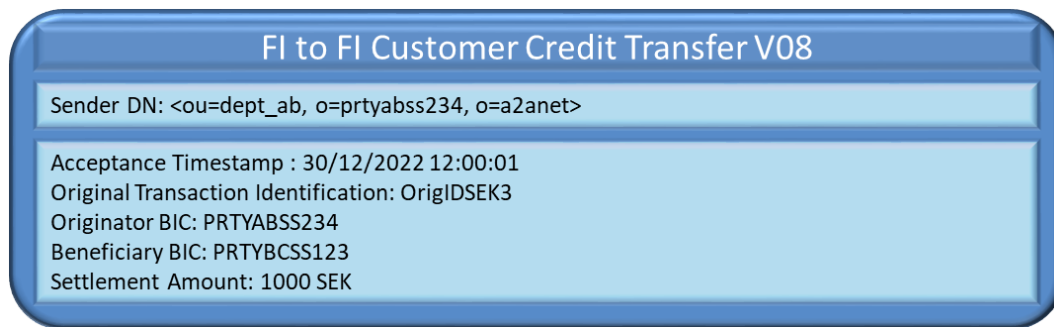 FI to FI Customer Credit Transfer V08
Sender DN: <ou=dept_ab, o=prtyabss234, o=a2anet>
Acceptance Timestamp : 30/12/2022 12:00:01
Original Transaction Identification: OrigIDSEK3
Originator BIC: PRTYABSS234
Beneficiary BIC: PRTYBCSS123
Settlement Amount: 1000 SEK